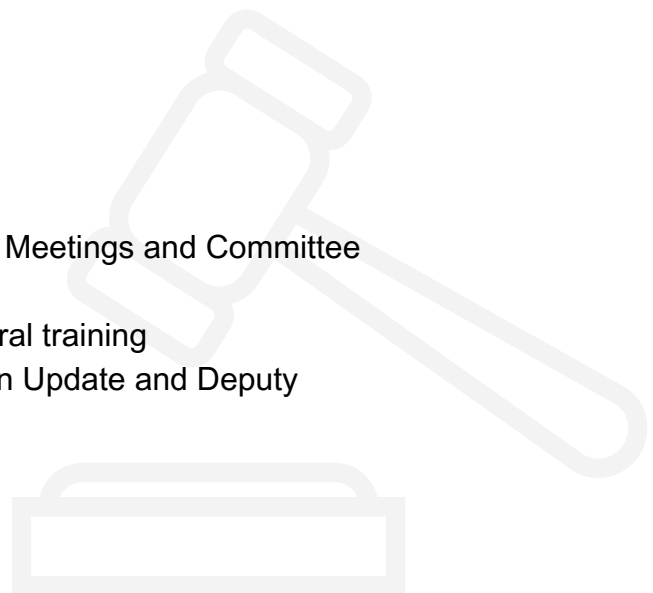 Meetings and Committee
ral training
n Update and Deputy